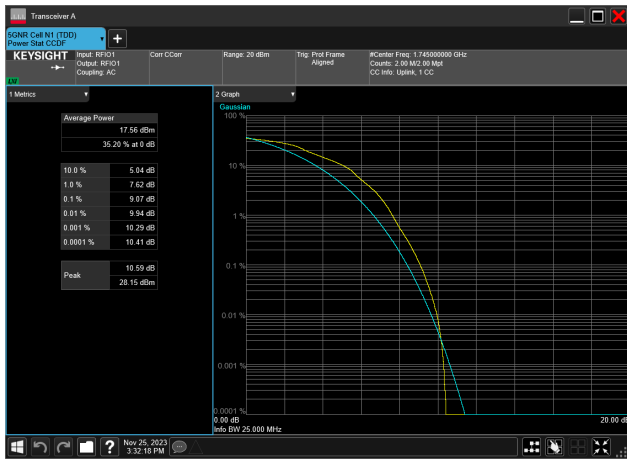 Transceiver A
5GNR Cell N1 (TDD)
Power Stat CCDF
KEYSIGHT
Input: RFIO1
Output: RFIO1
Coupling: AC
Corr CCorr
Range: 20 dBm
Trig: Prot Frame
Aligned
#Center Freq: 1.745000000 GHz
Counts: 2.00 M/2.00 Mpt
CC Info: Uplink, 1 CC
1 Metrics
Average Power
17.56 dBm
35.20 % at 0 dB
10.0 % 5.04 dB
1.0 % 7.62 dB
0.1 % 9.07 dB
0.01 % 9.94 dB
0.001 % 10.29 dB
0.0001 % 10.41 dB
Peak 10.59 dB
28.15 dBm
2 Graph
Gaussian
100 %
10 %
1 %
0.1 %
0.01 %
0.001 %
0.0001 %
0.00 dB
20.00 dB
Info BW 25.000 MHz
Nov 25, 2023
3:32:18 PM